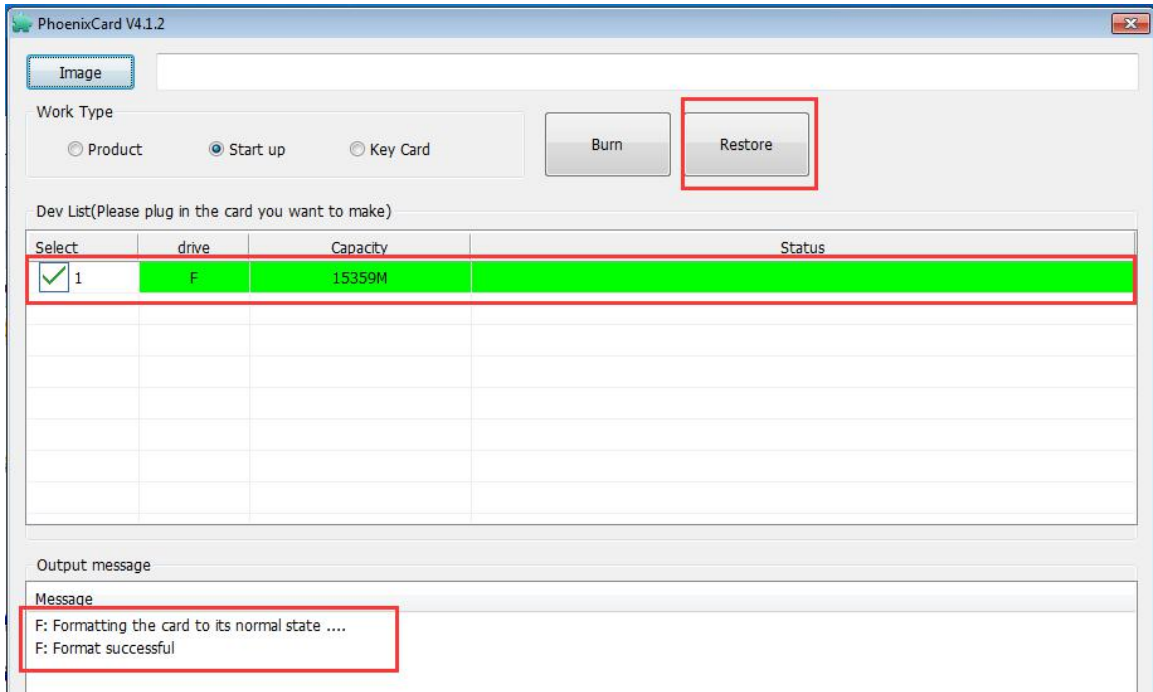 PhoenixCard V4.1.2
Image
Work Type
Product Start up Key Card
Burn Restore
Dev List(Please plug in the card you want to make)
Select drive Capacity Status
1 F 15359M
Output message
Message
F: Formatting the card to its normal state ....
F: Format successful